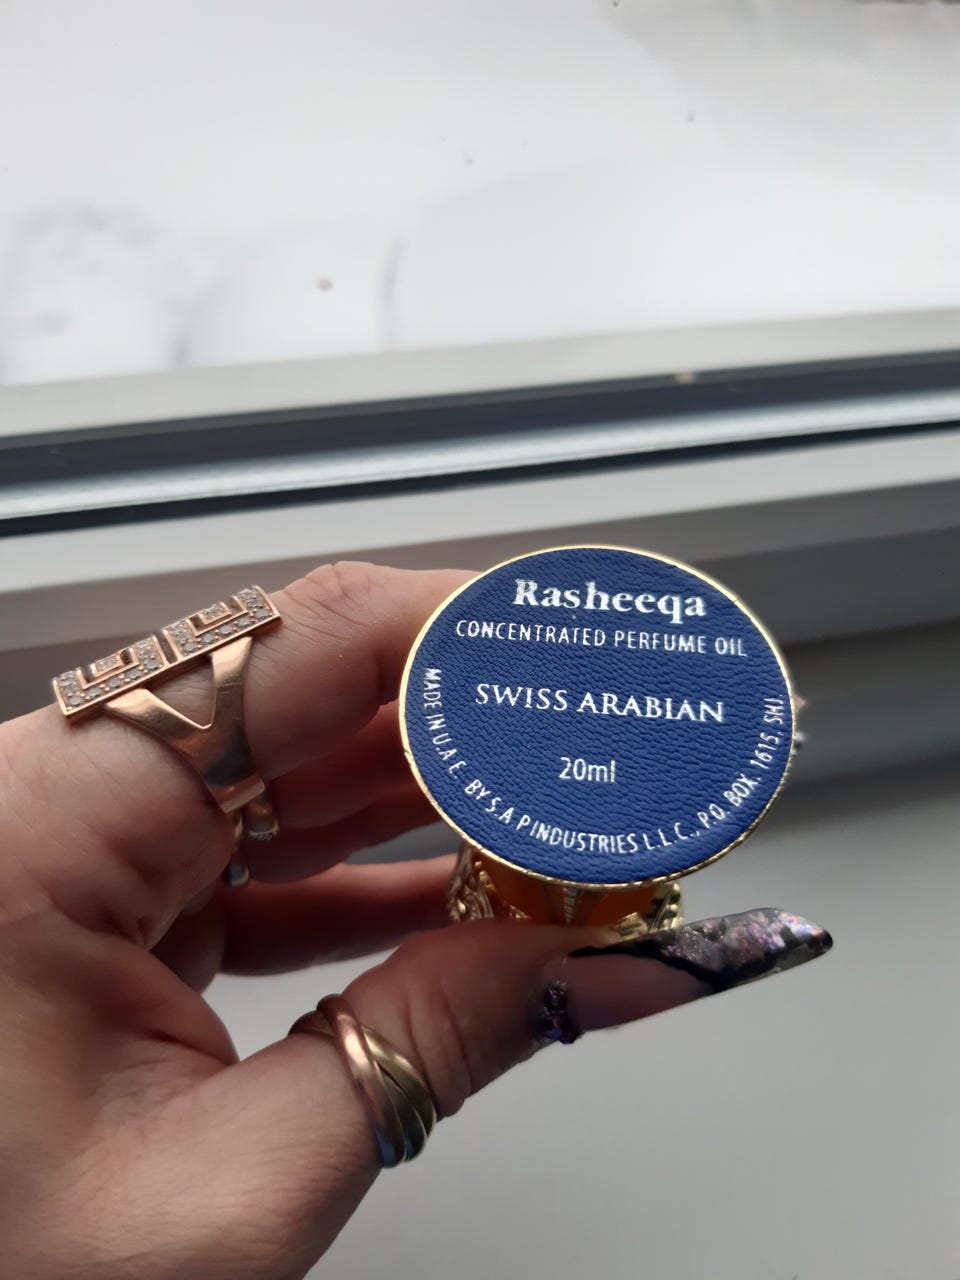 Rasheeqa
CONCENTRATED PERFUME OIL
SWISS ARABIAN
20ml
MADE IN U.A.E. BY S.A P INDUSTRIES L.L.C., P.O. BOX. 1615, SHJ.